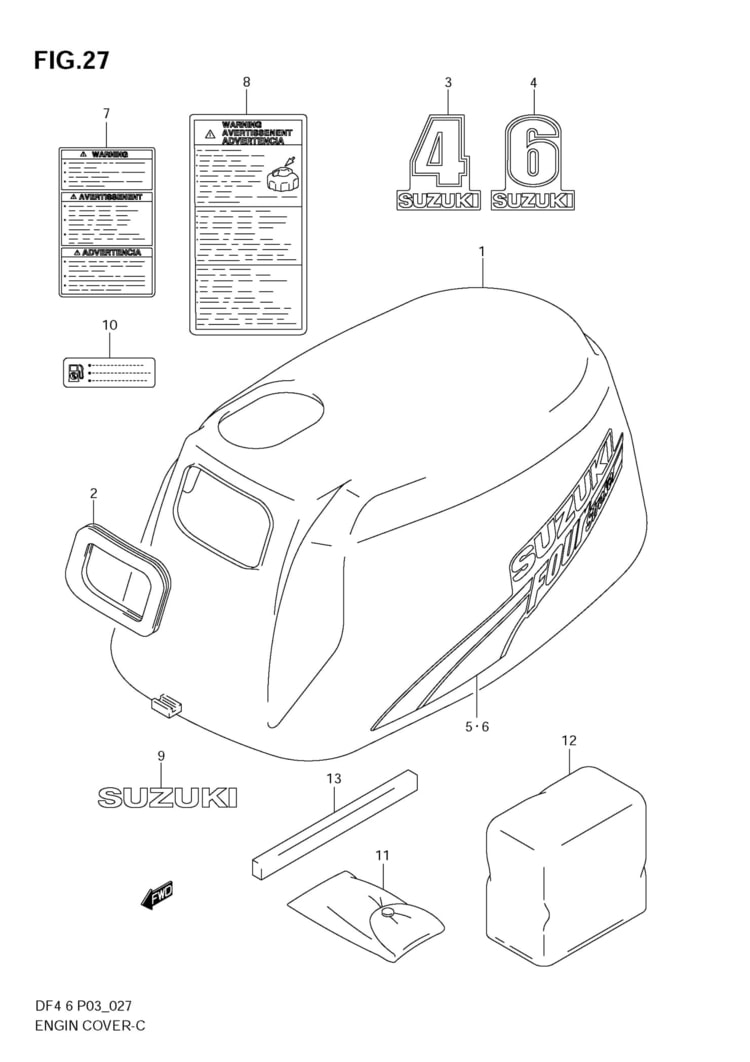 FIG.27
8
3
4
7
WARNING
AVERTISSEMENT
ADVERTENCIA
WARNING
AVERTISSEMENT
ADVERTENCIA
4
SUZUKI
6
SUZUKI
1
10
2
SUZUKI
FOUR
5·6
12
9
SUZUKI
13
11
FWD
DF4 6 P03_027
ENGIN COVER-C